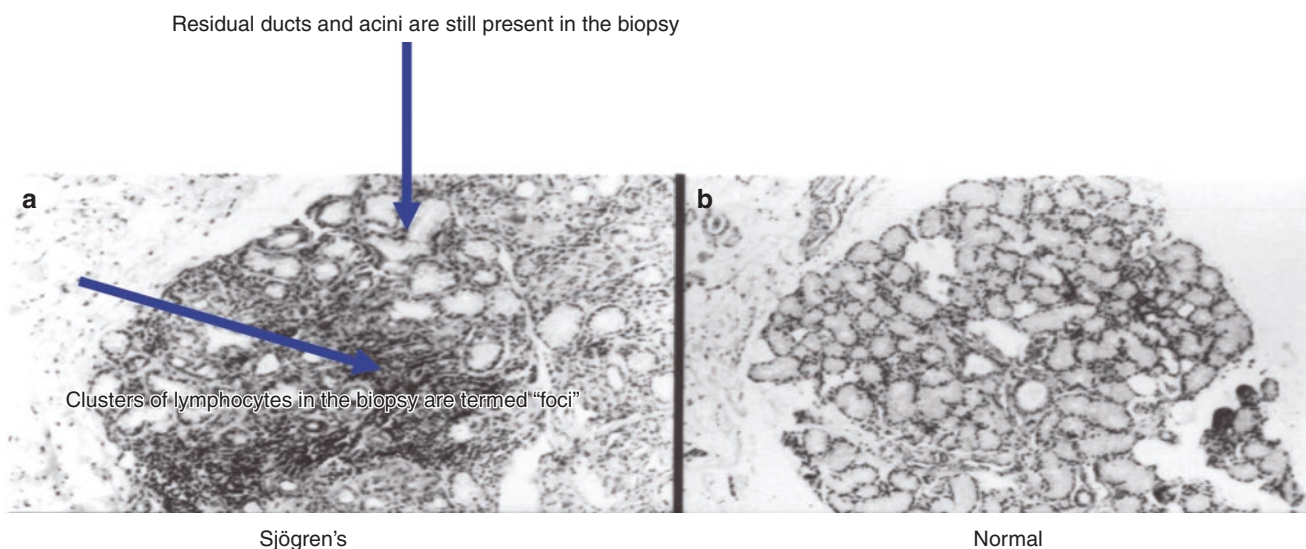 Residual ducts and acini are still present in the biopsy
a
b
Clusters of lymphocytes in the biopsy are termed “foci”
Sjögren's
Normal